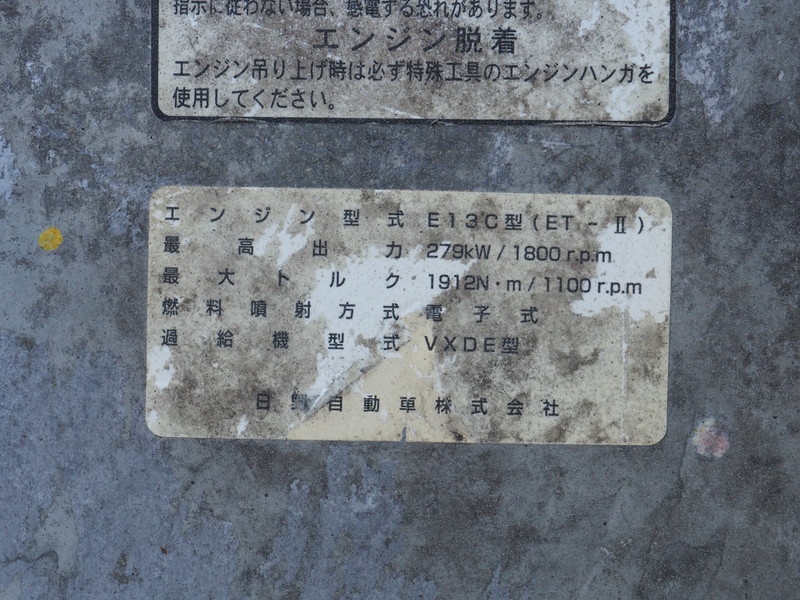 指示に従わない場合、感電する恐れがあります。
エンジン脱着
エンジン吊り上げ時は必ず特殊工具のエンジンハンガを
使用してください。
エンジン型式 E13C型(ET-Ⅱ)
最高出力 279kW/1800r.p.m
最大トルク 1912N・m/1100r.p.m
燃料噴射方式 電子式
過給機型式 VXDE型
日野自動車株式会社